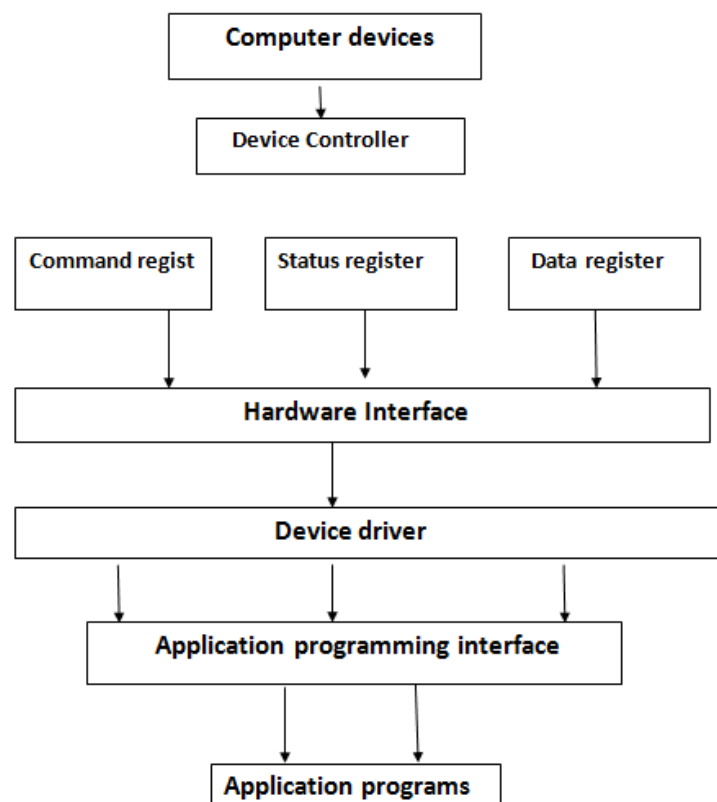 Computer devices
Device Controller
Command regist
Status register
Data register
Hardware Interface
Device driver
Application programming interface
Application programs